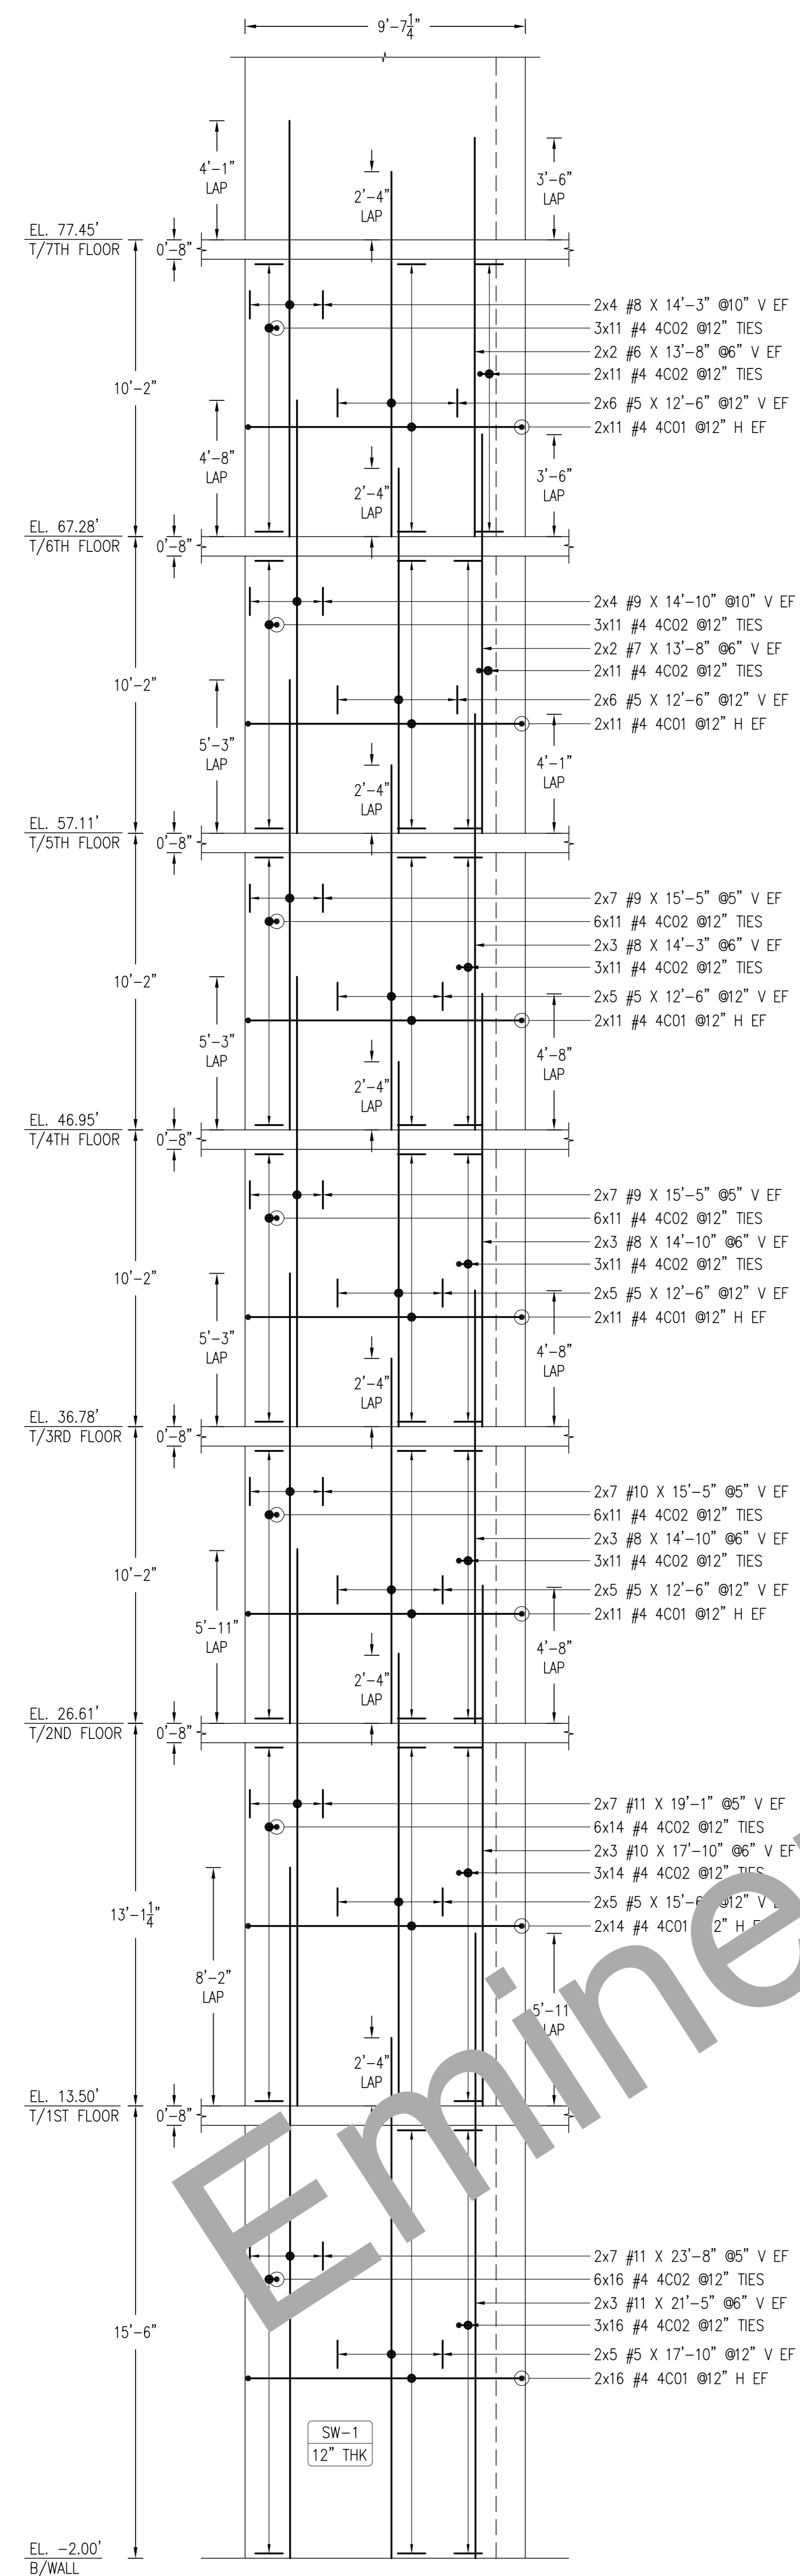 9'-7 1/4"
4'-1"
LAP
2'-4"
LAP
3'-6"
LAP
EL. 77.45'
T/7TH FLOOR
0'-8"
2x4 #8 X 14'-3" @10" V EF
3x11 #4 4C02 @12" TIES
2x2 #6 X 13'-8" @6" V EF
2x11 #4 4C02 @12" TIES
10'-2"
2x6 #5 X 12'-6" @12" V EF
2x11 #4 4C01 @12" H EF
4'-8"
LAP
2'-4"
LAP
3'-6"
LAP
EL. 67.28'
T/6TH FLOOR
0'-8"
2x4 #9 X 14'-10" @10" V EF
3x11 #4 4C02 @12" TIES
2x2 #7 X 13'-8" @6" V EF
2x11 #4 4C02 @12" TIES
10'-2"
2x6 #5 X 12'-6" @12" V EF
2x11 #4 4C01 @12" H EF
5'-3"
LAP
2'-4"
LAP
4'-1"
LAP
EL. 57.11'
T/5TH FLOOR
0'-8"
2x7 #9 X 15'-5" @5" V EF
6x11 #4 4C02 @12" TIES
2x3 #8 X 14'-3" @6" V EF
3x11 #4 4C02 @12" TIES
10'-2"
2x5 #5 X 12'-6" @12" V EF
2x11 #4 4C01 @12" H EF
5'-3"
LAP
2'-4"
LAP
4'-8"
LAP
EL. 46.95'
T/4TH FLOOR
0'-8"
2x7 #9 X 15'-5" @5" V EF
6x11 #4 4C02 @12" TIES
2x3 #8 X 14'-10" @6" V EF
3x11 #4 4C02 @12" TIES
10'-2"
2x5 #5 X 12'-6" @12" V EF
2x11 #4 4C01 @12" H EF
5'-3"
LAP
2'-4"
LAP
4'-8"
LAP
EL. 36.78'
T/3RD FLOOR
0'-8"
2x7 #10 X 15'-5" @5" V EF
6x11 #4 4C02 @12" TIES
2x3 #8 X 14'-10" @6" V EF
3x11 #4 4C02 @12" TIES
10'-2"
2x5 #5 X 12'-6" @12" V EF
2x11 #4 4C01 @12" H EF
5'-11"
LAP
2'-4"
LAP
4'-8"
LAP
EL. 26.61'
T/2ND FLOOR
0'-8"
2x7 #11 X 19'-1" @5" V EF
6x14 #4 4C02 @12" TIES
2x3 #10 X 17'-10" @6" V EF
3x14 #4 4C02 @12" TIES
13'-1 1/4"
2x5 #5 X 15'-6" @12" V
2x14 #4 4C01 H
8'-2"
LAP
2'-4"
LAP
5'-11
LAP
EL. 13.50'
T/1ST FLOOR
0'-8"
Emine
2x7 #11 X 23'-8" @5" V EF
6x16 #4 4C02 @12" TIES
2x3 #11 X 21'-5" @6" V EF
3x16 #4 4C02 @12" TIES
15'-6"
2x5 #5 X 17'-10" @12" V EF
2x16 #4 4C01 @12" H EF
SW-1
12" THK
EL. -2.00'
B/WALL